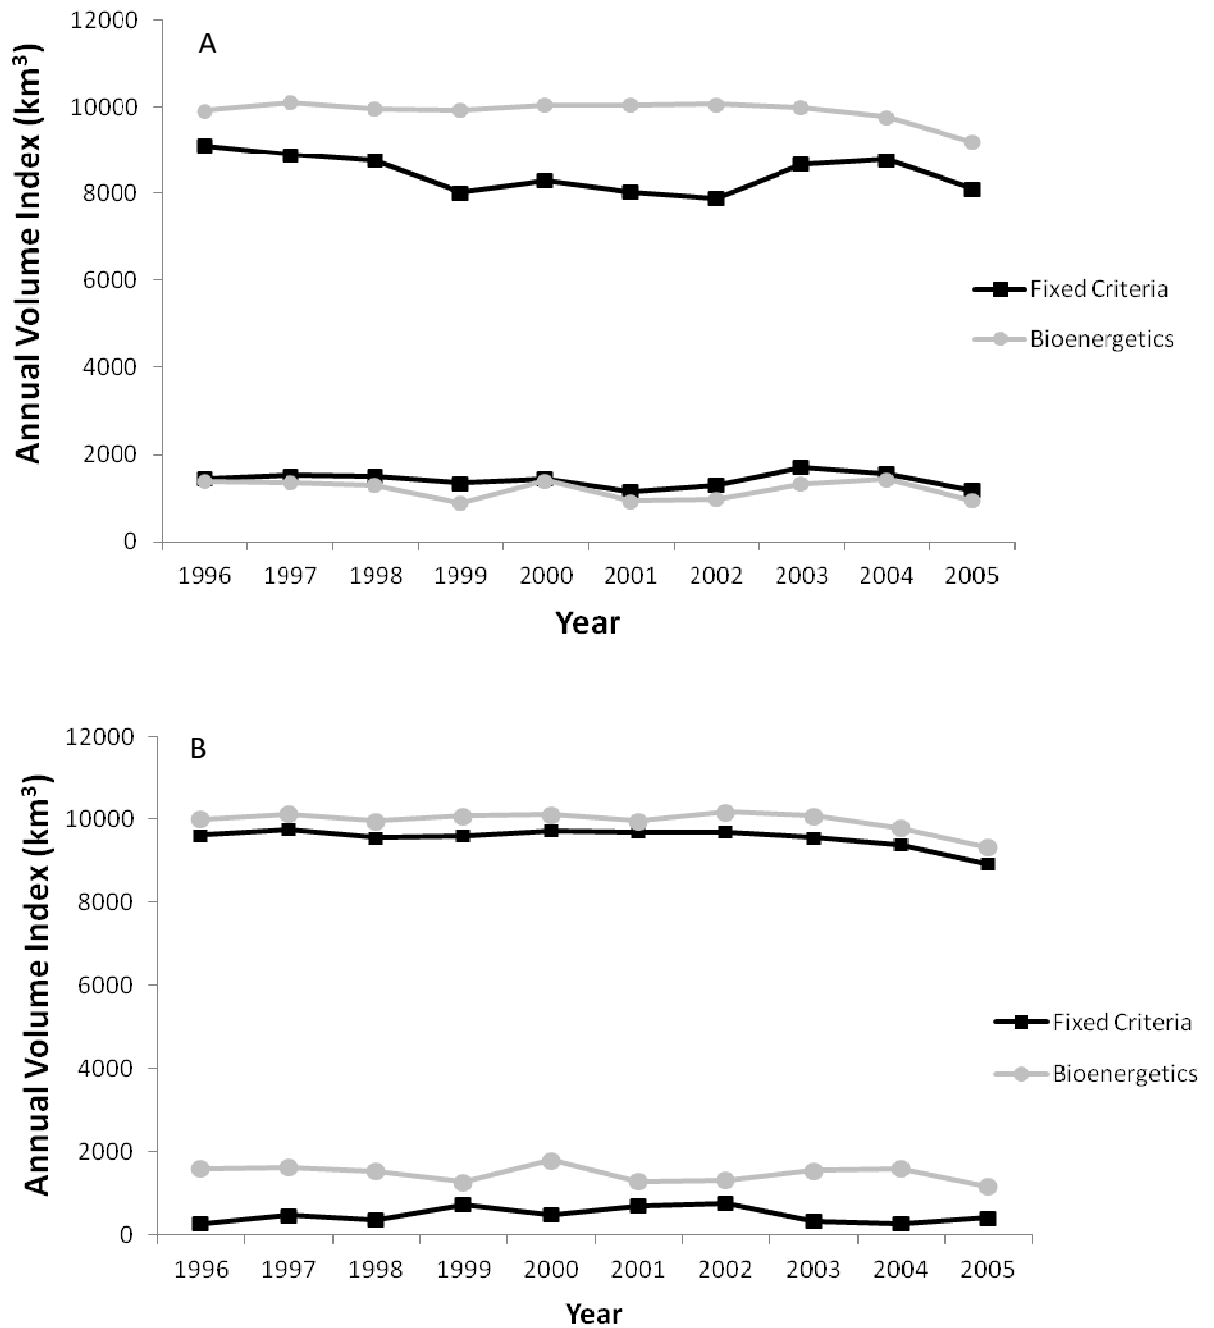 A
Annual Volume Index (km³)
12000
10000
8000
6000
4000
2000
0
Fixed Criteria
Bioenergetics
1996 1997 1998 1999 2000 2001 2002 2003 2004 2005
Year
B
Annual Volume Index (km³)
12000
10000
8000
6000
4000
2000
0
Fixed Criteria
Bioenergetics
1996 1997 1998 1999 2000 2001 2002 2003 2004 2005
Year